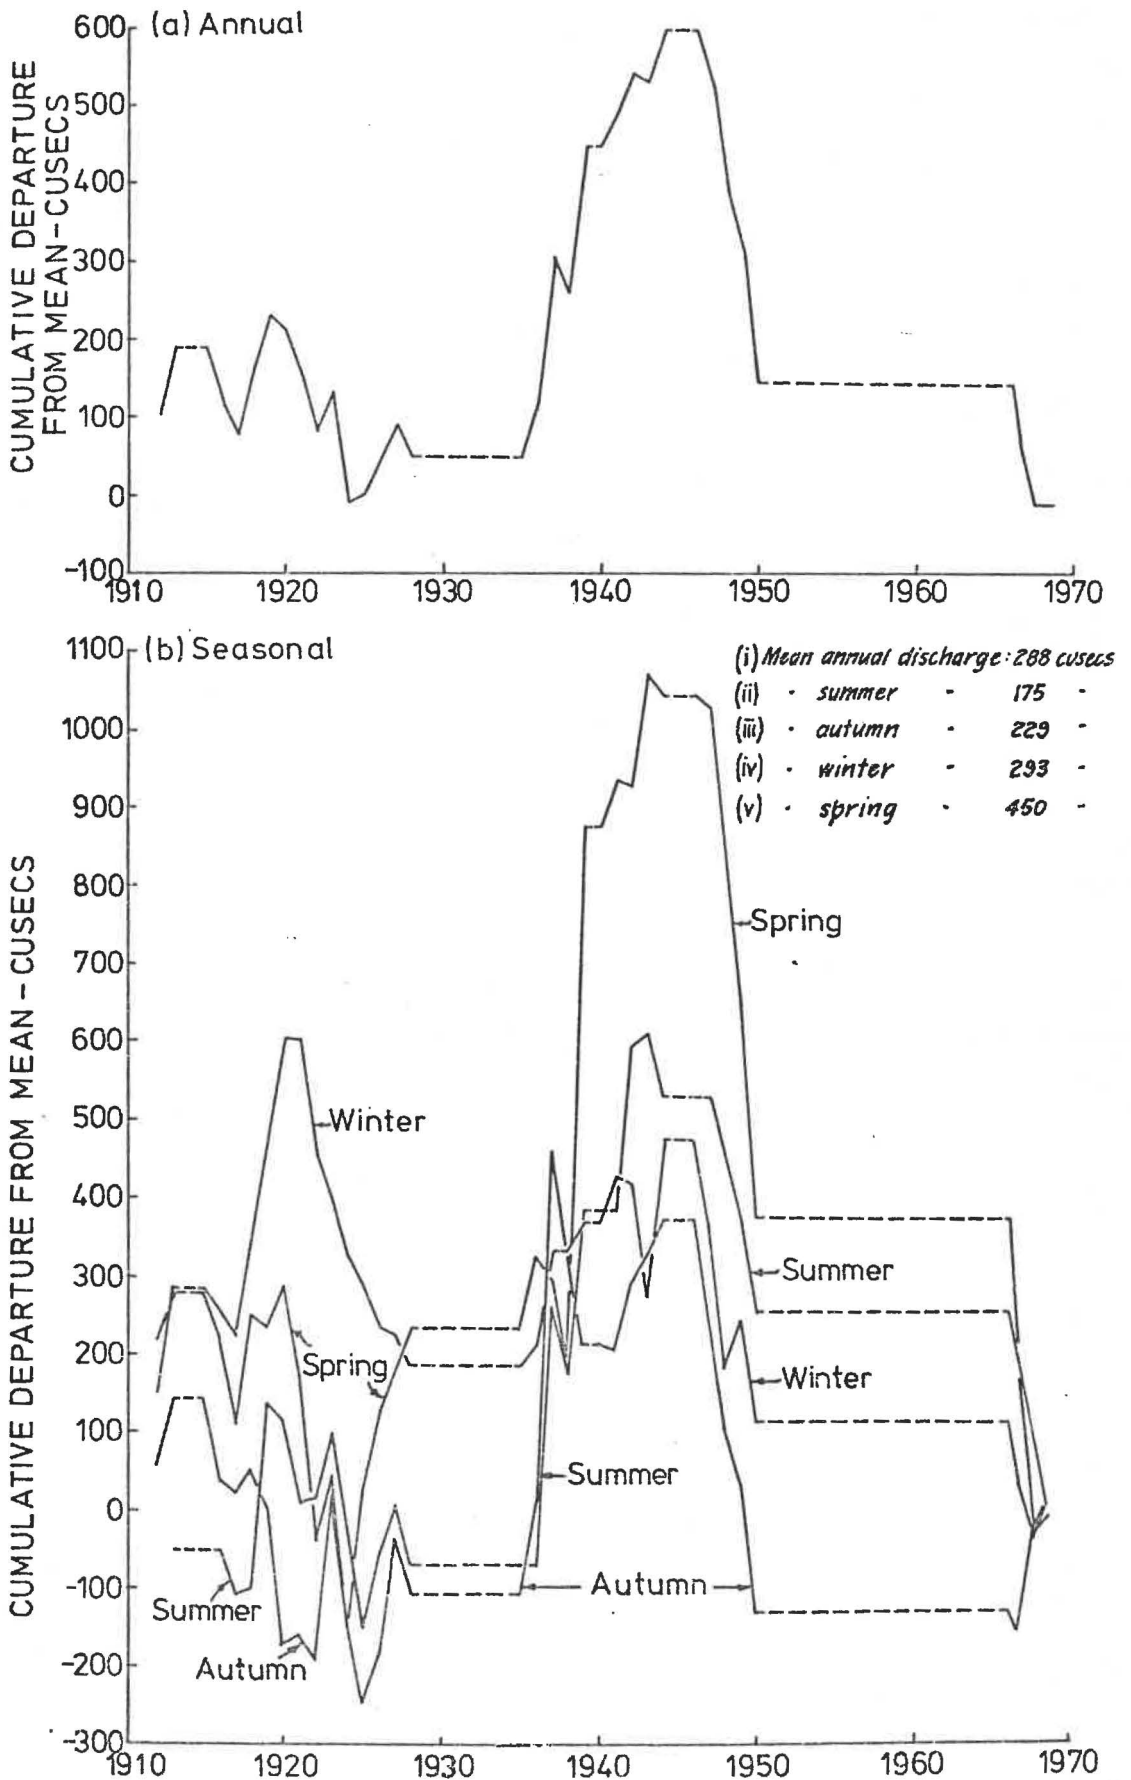 (a) Annual
CUMULATIVE DEPARTURE
FROM MEAN-CUSECS
600
500
400
300
200
100
0
-100
1910 1920 1930 1940 1950 1960 1970
(b) Seasonal
(i) Mean annual discharge: 288 cusecs
(ii) " summer " 175 "
(iii) " autumn " 229 "
(iv) " winter " 293 "
(v) " spring " 450 "
CUMULATIVE DEPARTURE FROM MEAN-CUSECS
1100
1000
900
800
700
600
500
400
300
200
100
0
-100
-200
-300
Spring
Winter
Summer
Spring
Winter
Summer
Autumn
Summer
Autumn
1910 1920 1930 1940 1950 1960 1970